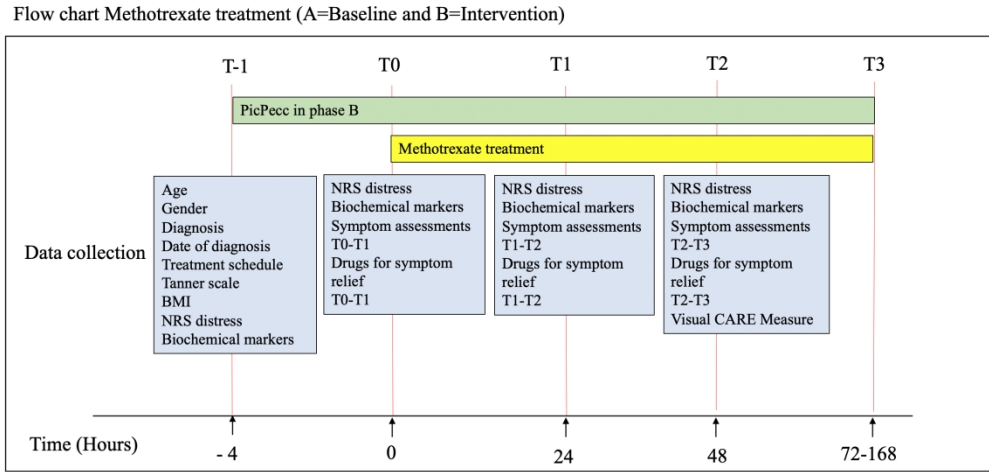 Flow chart Methotrexate treatment (A=Baseline and B=Intervention)
T-1 T0 T1 T2 T3
PicPecc in phase B
Methotrexate treatment
Data collection
Age
Gender
Diagnosis
Date of diagnosis
Treatment schedule
Tanner scale
BMI
NRS distress
Biochemical markers
NRS distress
Biochemical markers
Symptom assessments
T0-T1
Drugs for symptom
relief
T0-T1
NRS distress
Biochemical markers
Symptom assessments
T1-T2
Drugs for symptom
relief
T1-T2
NRS distress
Biochemical markers
Symptom assessments
T2-T3
Drugs for symptom
relief
T2-T3
Visual CARE Measure
Time (Hours) - 4 0 24 48 72-168